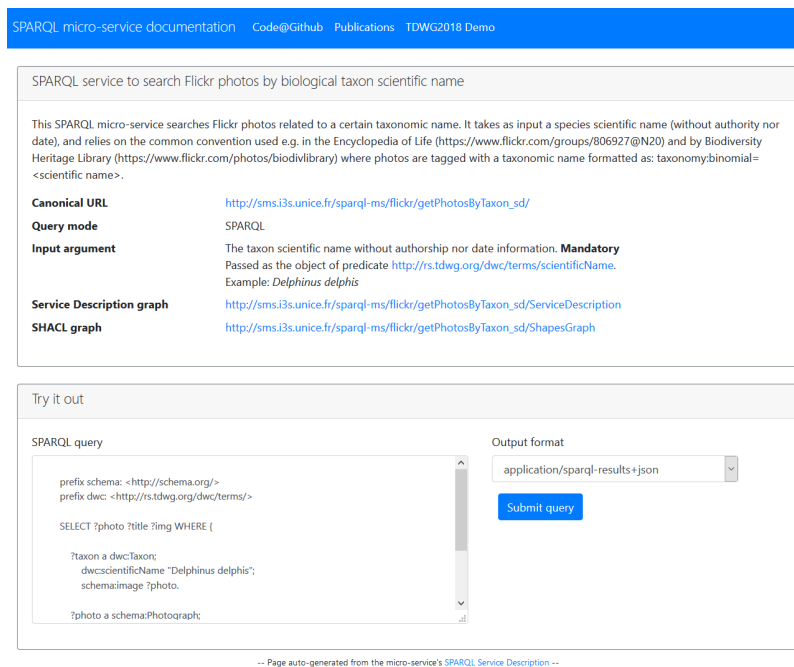 SPARQL micro-service documentation Code@Github Publications TDWG2018 Demo
SPARQL service to search Flickr photos by biological taxon scientific name
This SPARQL micro-service searches Flickr photos related to a certain taxonomic name. It takes as input a species scientific name (without authority nor
date), and relies on the common convention used e.g. in the Encyclopedia of Life (https://www.flickr.com/groups/806927@N20) and by Biodiversity
Heritage Library (https://www.flickr.com/photos/biodivlibrary) where photos are tagged with a taxonomic name formatted as: taxonomy:binomial=
<scientific name>.
Canonical URL http://sms.i3s.unice.fr/sparql-ms/flickr/getPhotosByTaxon_sd/
Query mode SPARQL
Input argument The taxon scientific name without authorship nor date information. Mandatory
Passed as the object of predicate http://rs.tdwg.org/dwc/terms/scientificName.
Example: Delphinus delphis
Service Description graph http://sms.i3s.unice.fr/sparql-ms/flickr/getPhotosByTaxon_sd/ServiceDescription
SHACL graph http://sms.i3s.unice.fr/sparql-ms/flickr/getPhotosByTaxon_sd/ShapesGraph
Try it out
SPARQL query
prefix schema: <http://schema.org/>
prefix dwc: <http://rs.tdwg.org/dwc/terms/>
SELECT ?photo ?title ?img WHERE {
?taxon a dwc:Taxon;
dwc:scientificName "Delphinus delphis";
schema:image ?photo.
?photo a schema:Photograph;
Output format
application/sparql-results+json
Submit query
-- Page auto-generated from the micro-service's SPARQL Service Description --